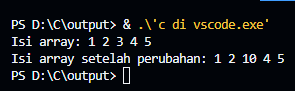 PS D:\C\output> & .\'c di vscode.exe'
Isi array: 1 2 3 4 5
Isi array setelah perubahan: 1 2 10 4 5
PS D:\C\output>